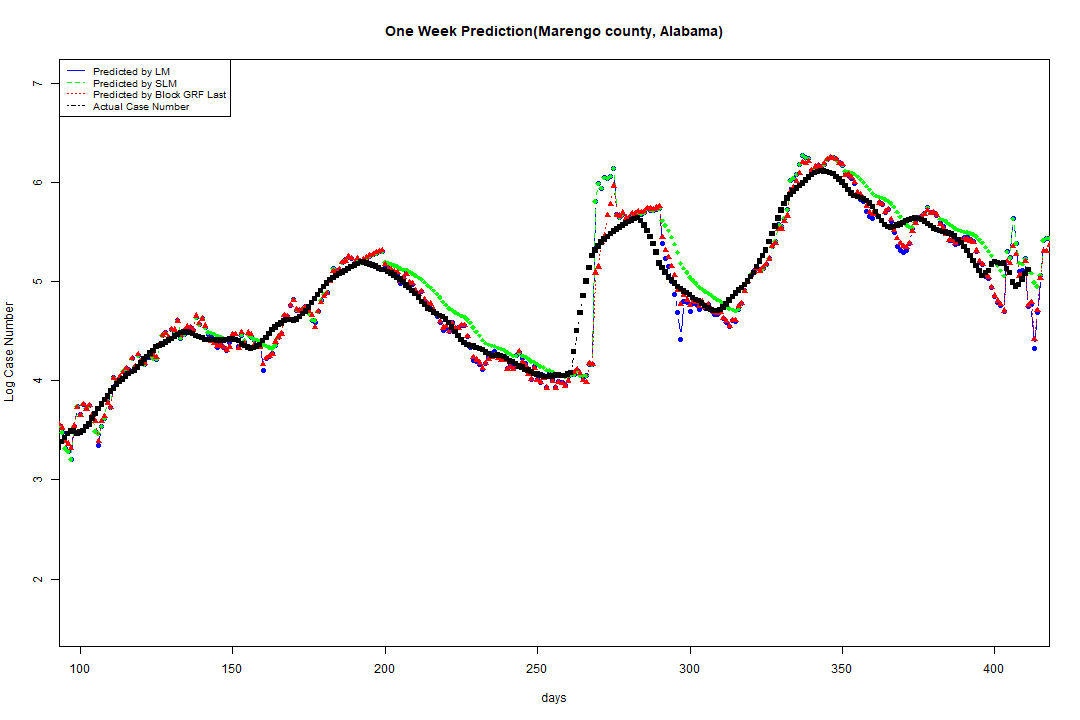 One Week Prediction(Marengo county, Alabama)
Predicted by LM
Predicted by SLM
Predicted by Block GRF Last
Actual Case Number
7
6
5
4
3
2
Log Case Number
100 150 200 250 300 350 400
days